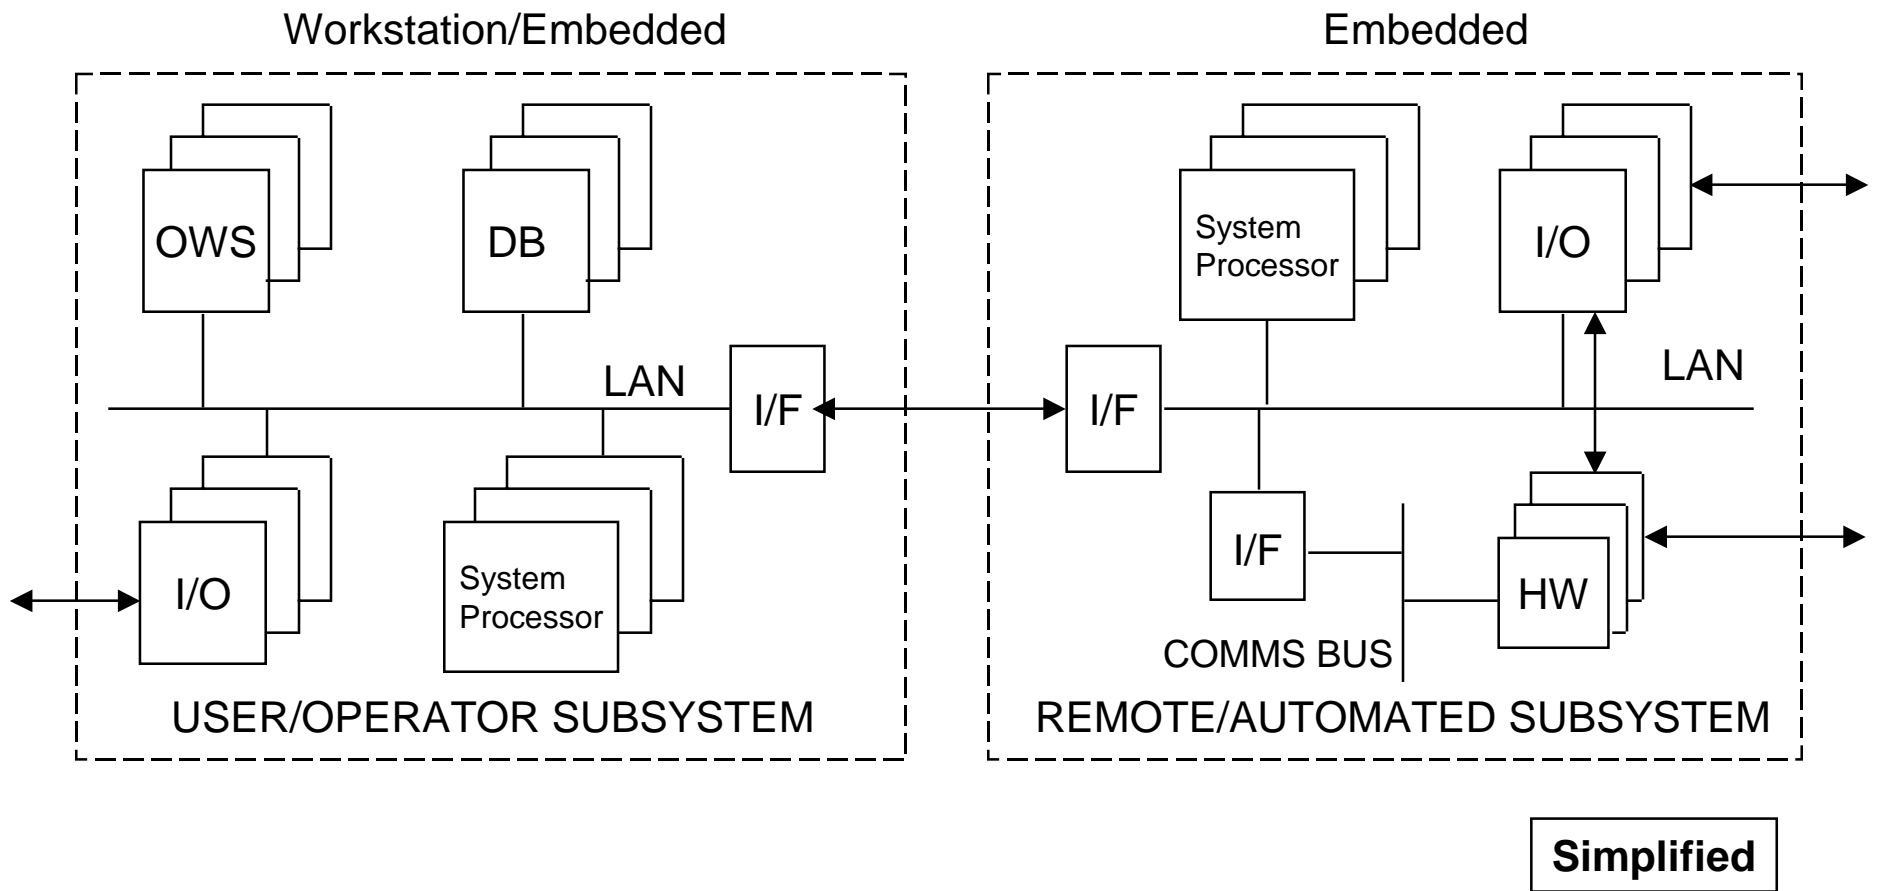 Workstation/Embedded
Embedded
OWS
DB
System
Processor
I/O
LAN
I/F
I/F
LAN
I/O
System
Processor
I/F
HW
COMMS BUS
USER/OPERATOR SUBSYSTEM
REMOTE/AUTOMATED SUBSYSTEM
Simplified